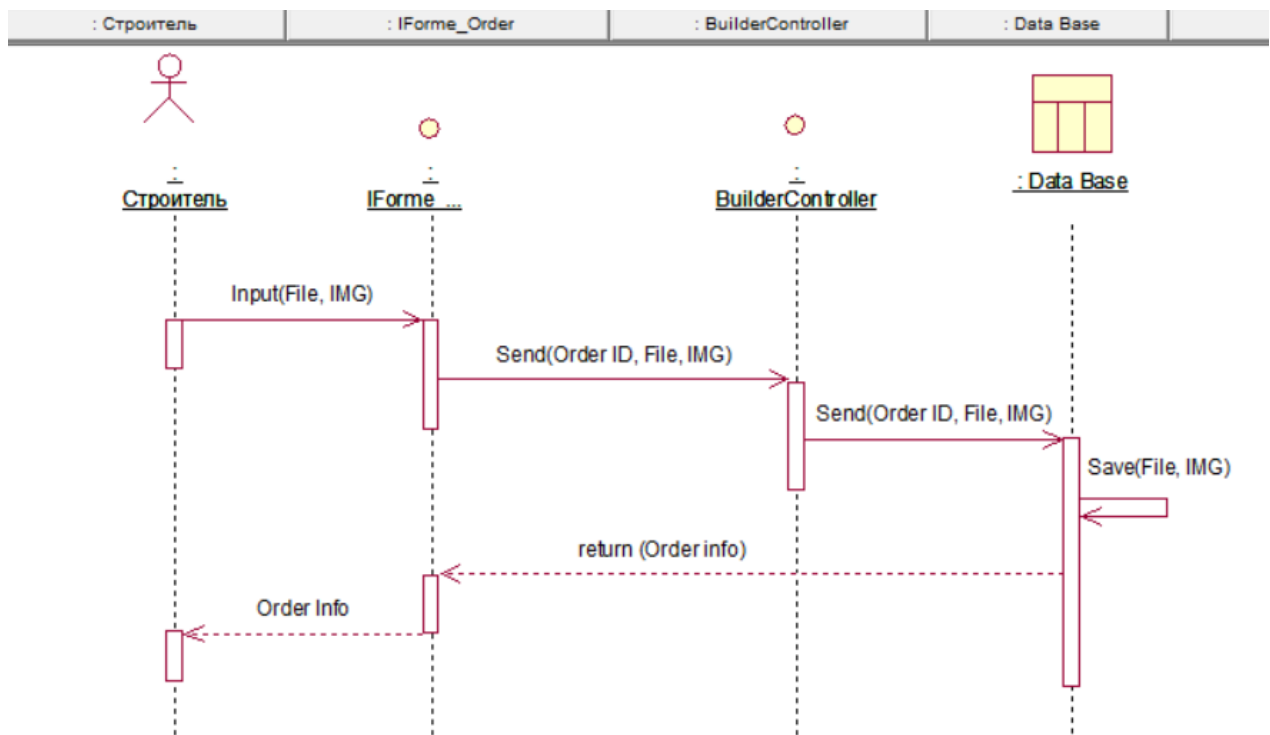 : Строитель
: IForme_Order
: BuilderController
: Data Base
:
Строитель
:
IForme_...
:
BuilderController
: Data Base
Input(File, IMG)
Send(Order ID, File, IMG)
Send(Order ID, File, IMG)
Save(File, IMG)
return (Order info)
Order Info